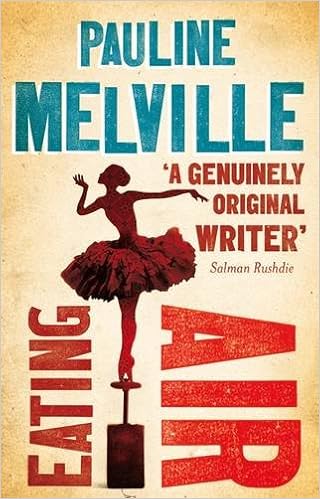 PAULINE
MELVILLE
'A GENUINELY
ORIGINAL
WRITER'
Salman Rushdie
EATING
AIR